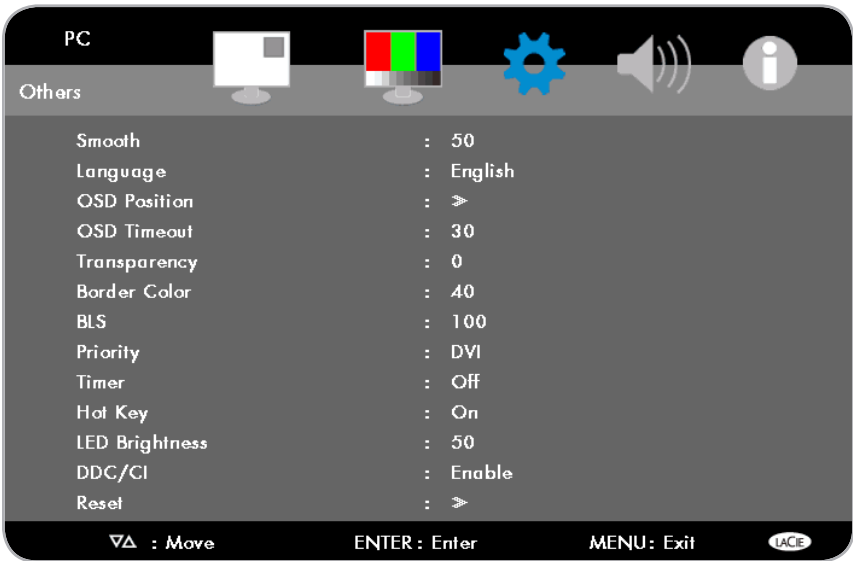 PC
Others
Smooth : 50
Language : English
OSD Position : ≫
OSD Timeout : 30
Transparency : 0
Border Color : 40
BLS : 100
Priority : DVI
Timer : Off
Hot Key : On
LED Brightness : 50
DDC/CI : Enable
Reset : ≫
▽△ : Move ENTER : Enter MENU : Exit LACIE